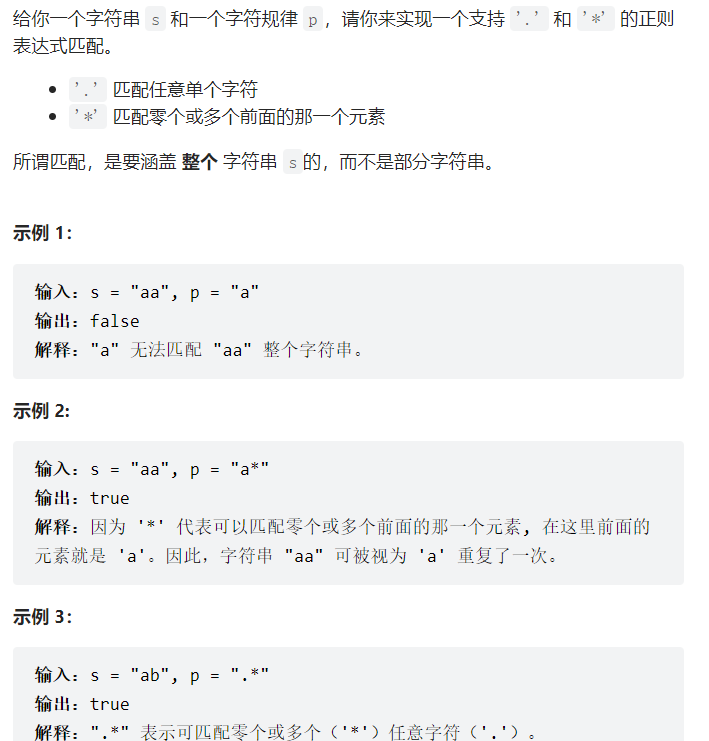 给你一个字符串 s 和一个字符规律 p，请你来实现一个支持 '.' 和 '*' 的正则
表达式匹配。
'.' 匹配任意单个字符
'*' 匹配零个或多个前面的那一个元素
所谓匹配，是要涵盖 整个 字符串 s的，而不是部分字符串。
示例 1：
输入：s = "aa", p = "a"
输出：false
解释："a" 无法匹配 "aa" 整个字符串。
示例 2:
输入：s = "aa", p = "a*"
输出：true
解释：因为 '*' 代表可以匹配零个或多个前面的那一个元素, 在这里前面的
元素就是 'a'。因此，字符串 "aa" 可被视为 'a' 重复了一次。
示例 3：
输入：s = "ab", p = ".*"
输出：true
解释：".*" 表示可匹配零个或多个（'*'）任意字符（'.'）。